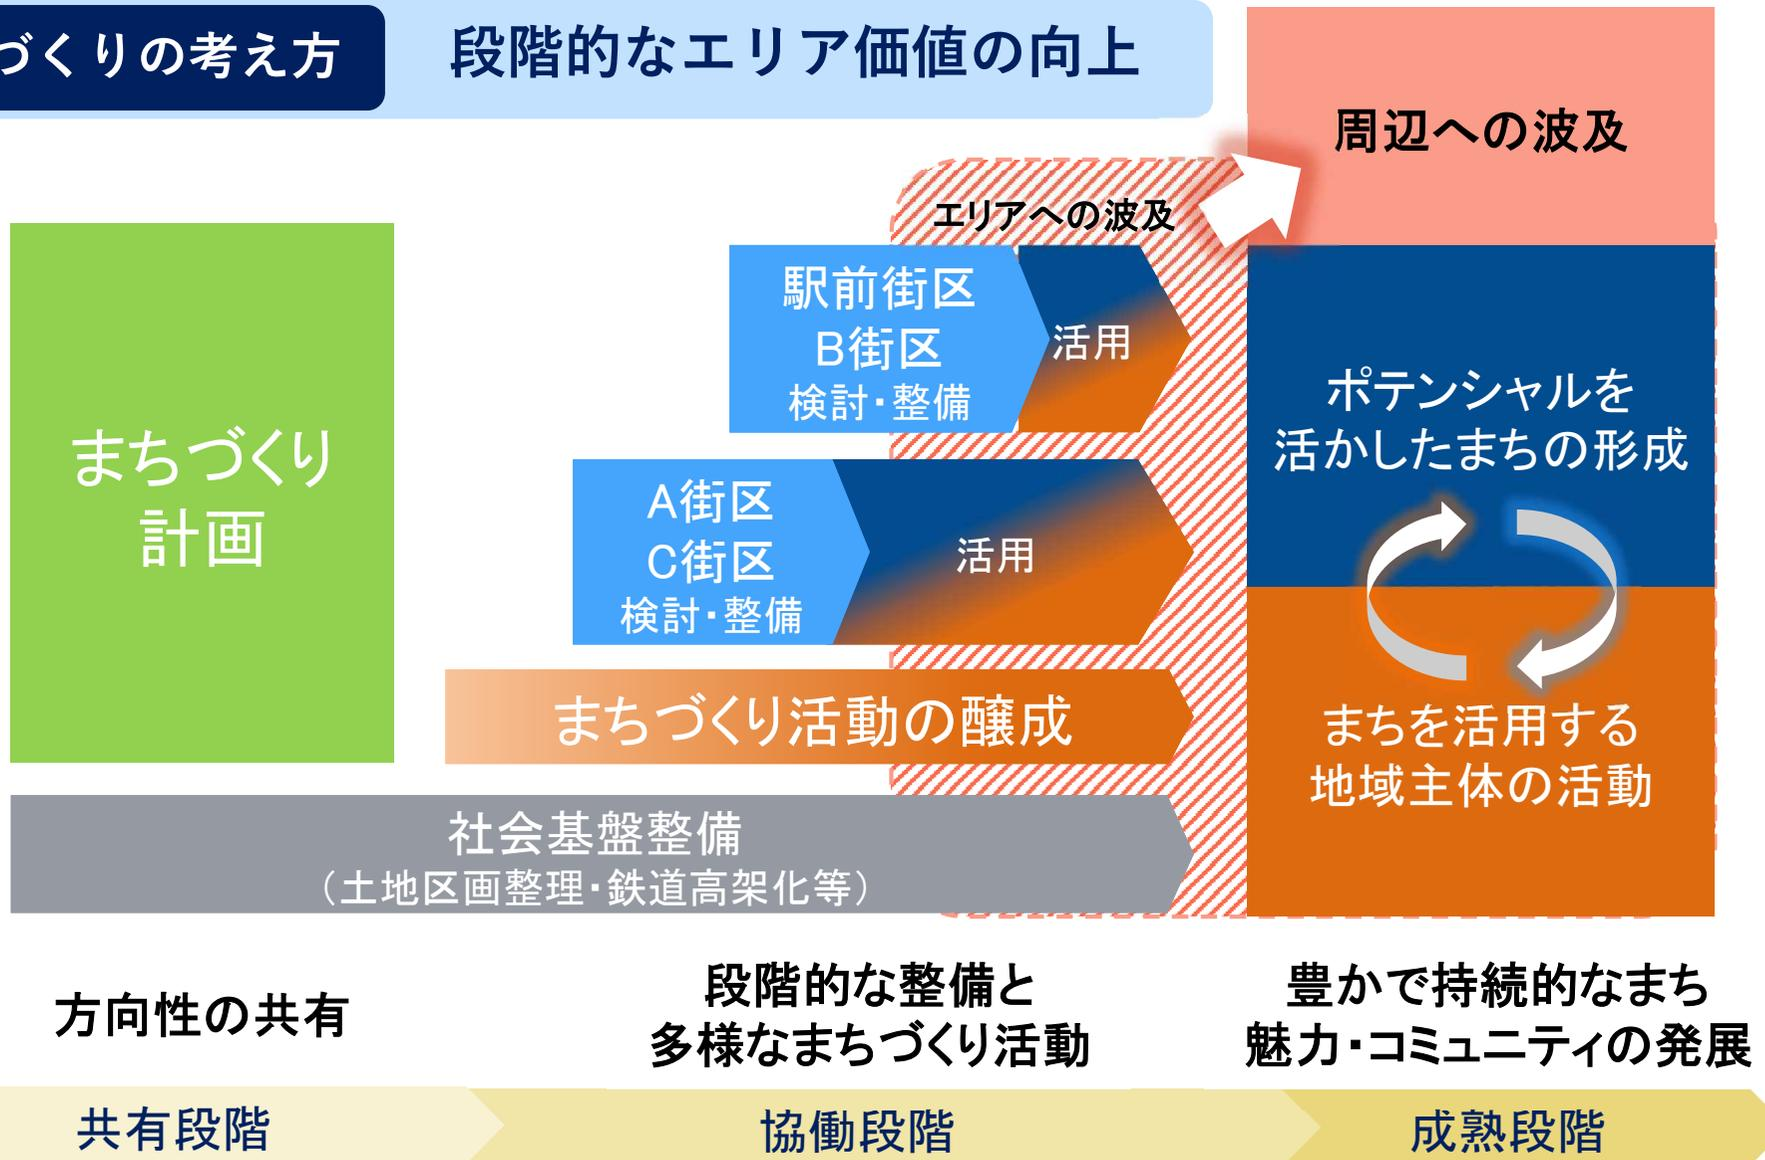 づくりの考え方
段階的なエリア価値の向上
周辺への波及
エリアへの波及
まちづくり
計画
駅前街区
B街区
検討・整備
活用
A街区
C街区
検討・整備
活用
まちづくり活動の醸成
社会基盤整備
（土地区画整理・鉄道高架化等）
ポテンシャルを
活かしたまちの形成
まちを活用する
地域主体の活動
方向性の共有
段階的な整備と
多様なまちづくり活動
豊かで持続的なまち
魅力・コミュニティの発展
共有段階
協働段階
成熟段階